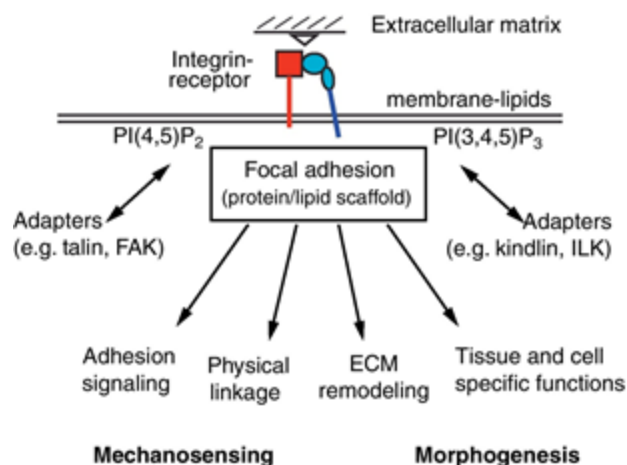 Extracellular matrix
Integrin-
receptor
membrane-lipids
PI(4,5)P₂
PI(3,4,5)P₃
Focal adhesion
(protein/lipid scaffold)
Adapters
(e.g. talin, FAK)
Adapters
(e.g. kindlin, ILK)
Adhesion
signaling
Physical
linkage
ECM
remodeling
Tissue and cell
specific functions
Mechanosensing
Morphogenesis